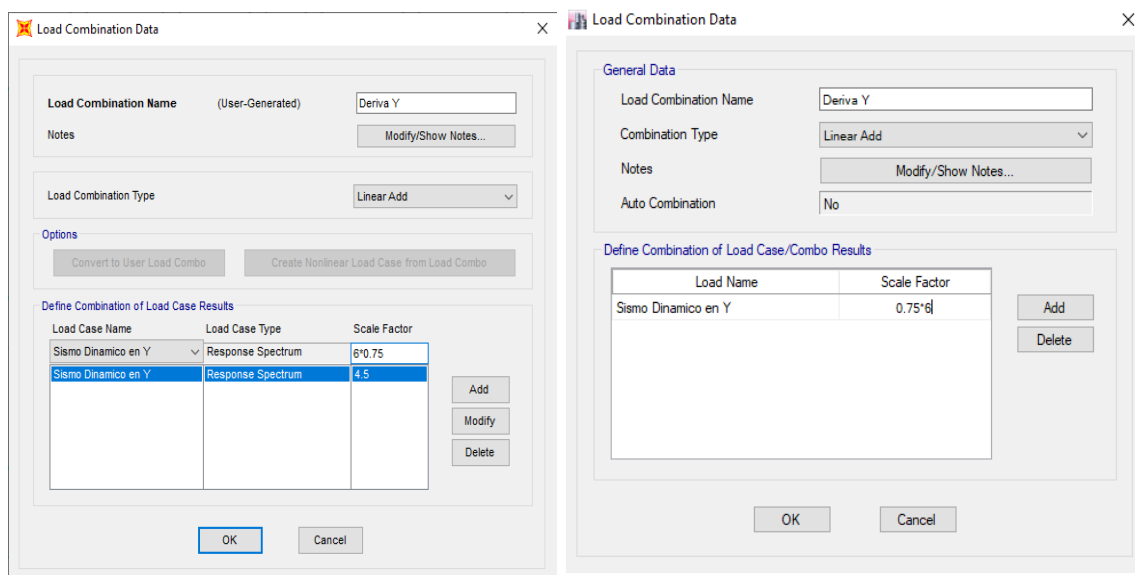 Load Combination Data
Load Combination Name (User-Generated) Deriva Y
Notes Modify/Show Notes...
Load Combination Type Linear Add
Options
Convert to User Load Combo Create Nonlinear Load Case from Load Combo
Define Combination of Load Case Results
Load Case Name Load Case Type Scale Factor
Sismo Dinamico en Y Response Spectrum 6*0.75
Sismo Dinamico en Y Response Spectrum 4.5
Add
Modify
Delete
OK Cancel
Load Combination Data
General Data
Load Combination Name Deriva Y
Combination Type Linear Add
Notes Modify/Show Notes...
Auto Combination No
Define Combination of Load Case/Combo Results
Load Name Scale Factor
Sismo Dinamico en Y 0.75*6
Add
Delete
OK Cancel